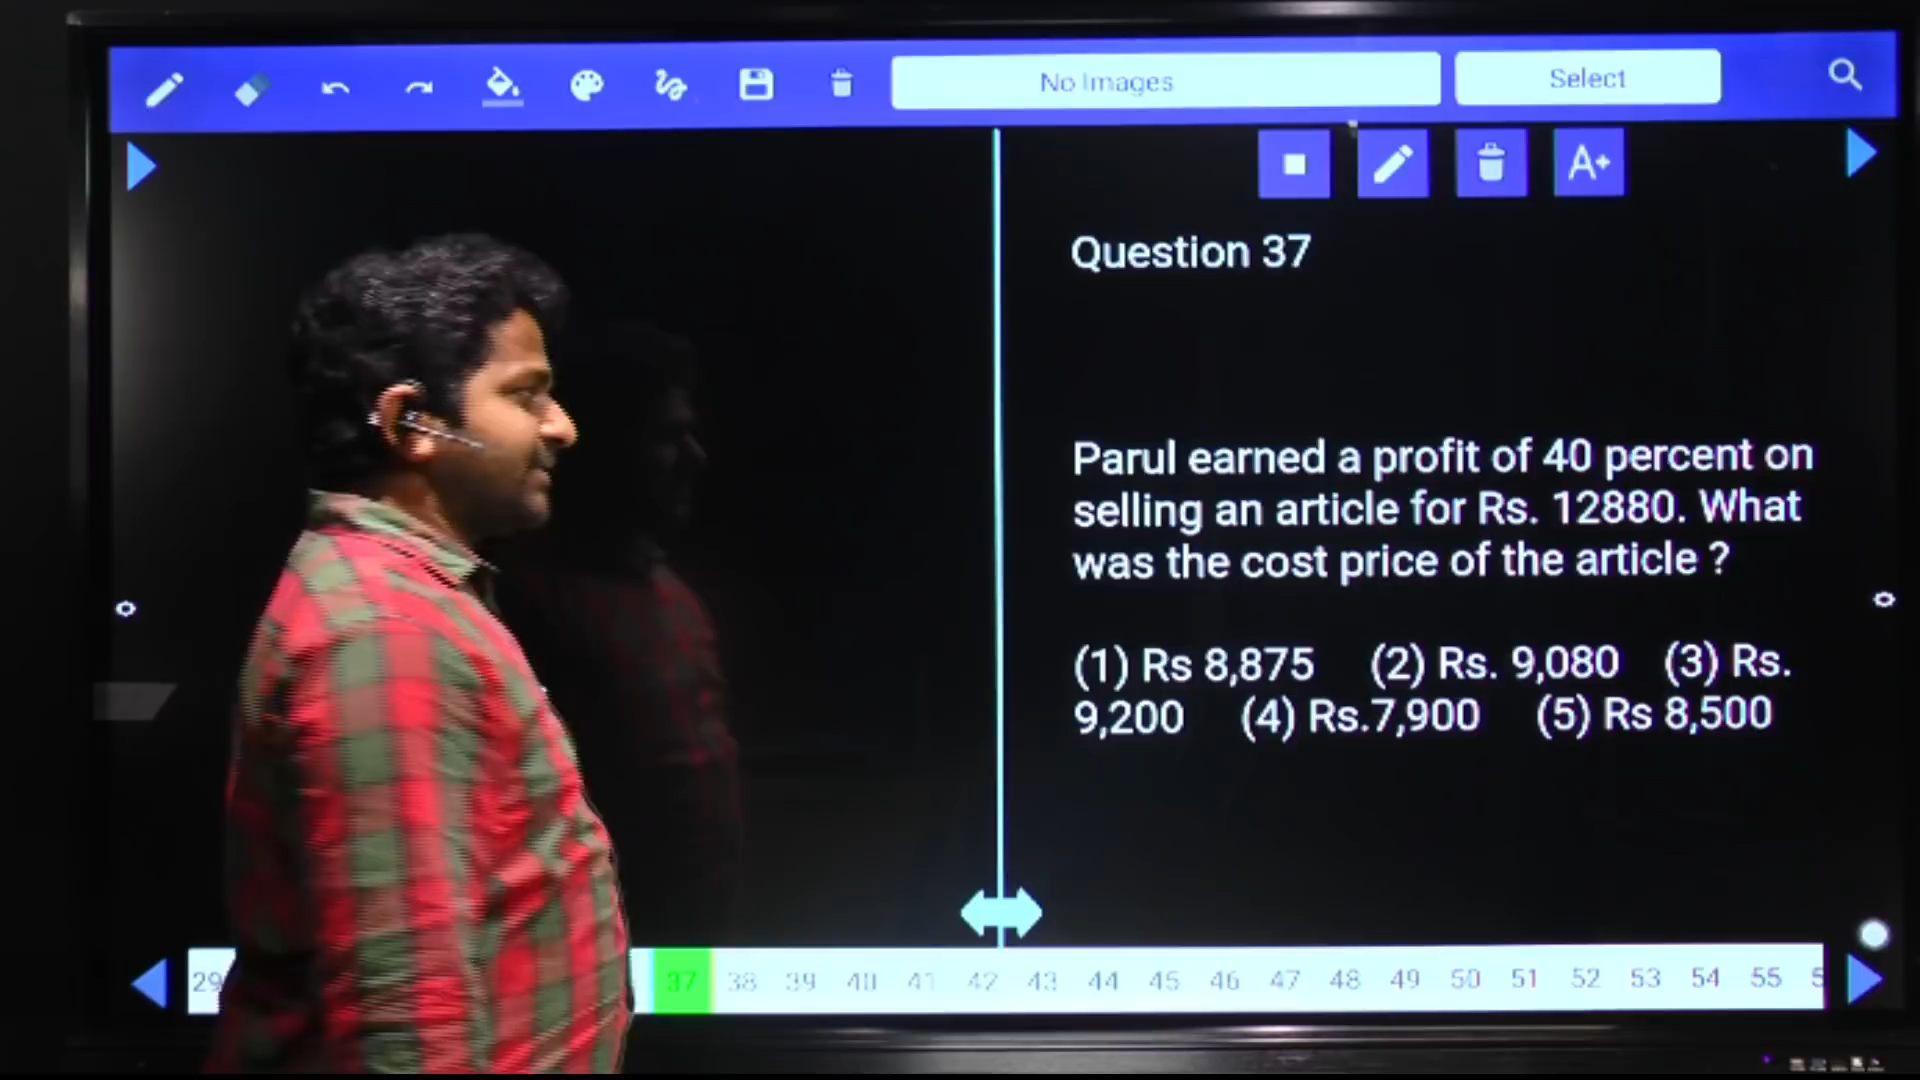 No Images
Select
A+
Question 37
Parul earned a profit of 40 percent on
selling an article for Rs. 12880. What
was the cost price of the article ?
(1) Rs 8,875 (2) Rs. 9,080 (3) Rs.
9,200 (4) Rs.7,900 (5) Rs 8,500
29 37 38 39 40 41 42 43 44 45 46 47 48 49 50 51 52 53 54 55 5